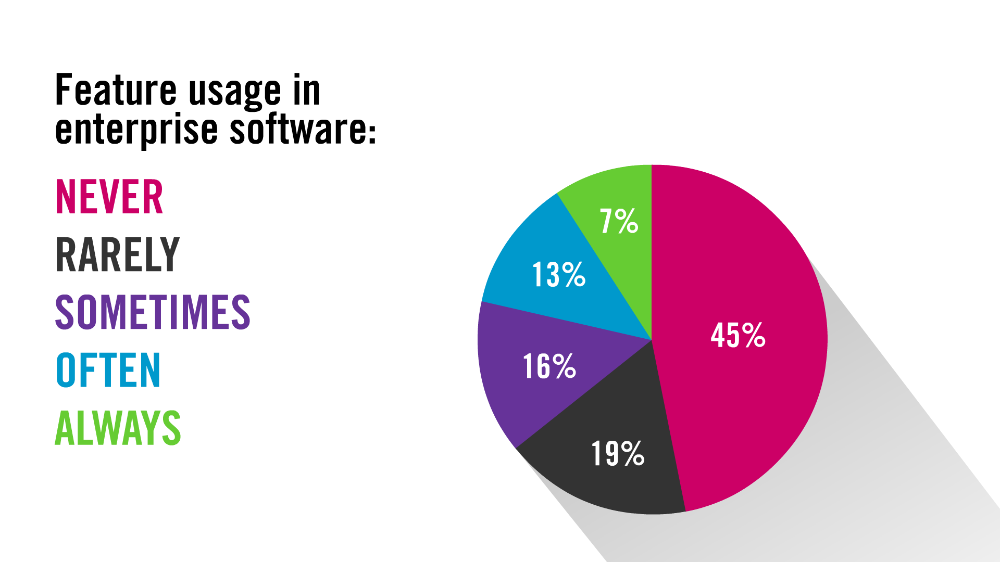 Feature usage in
enterprise software:
NEVER
RARELY
SOMETIMES
OFTEN
ALWAYS
7%
13%
45%
16%
19%